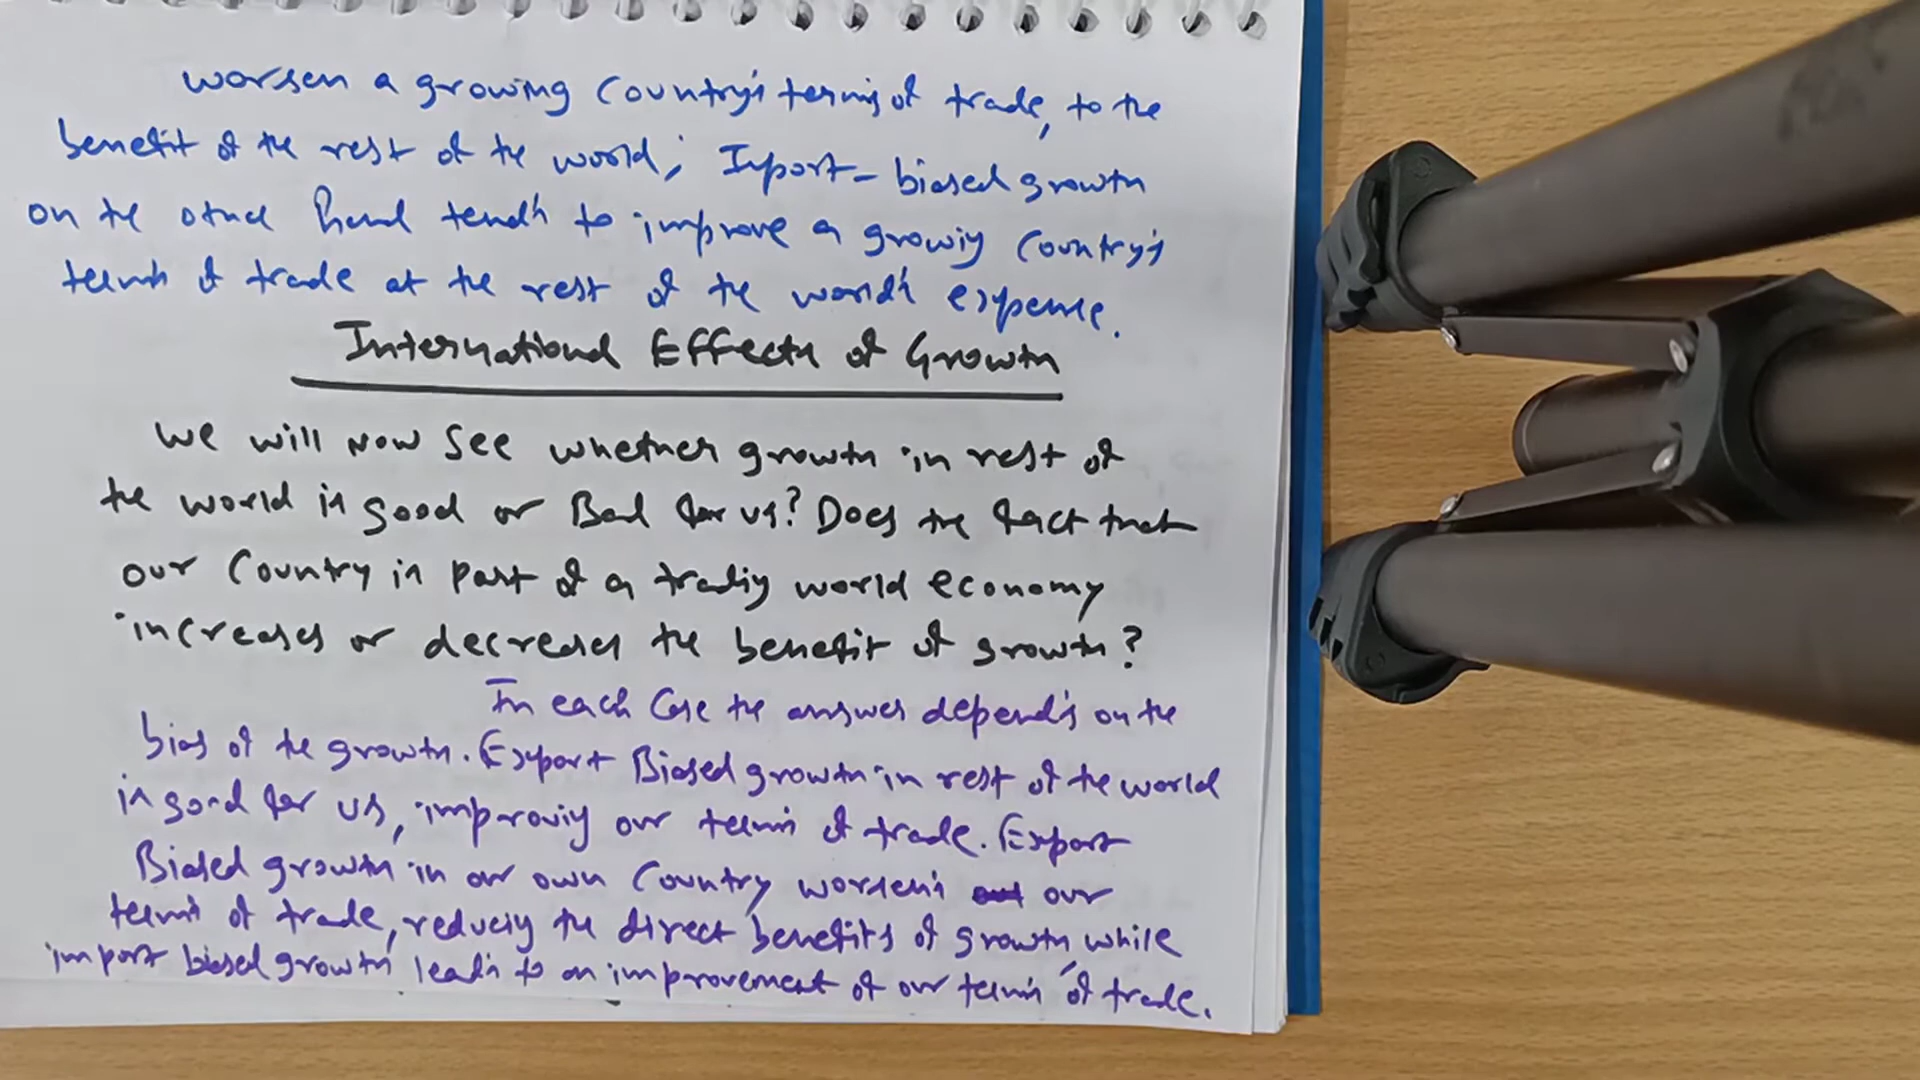 worsen a growing Country's terms of trade, to the
benefit of the rest of the world; Import-biased growth
on the other hand tends to improve a growing Country's
terms of trade at the rest of the world's expense.
International Effects of Growth
We will now see whether growth in rest of
the world is good or Bad for us? Does the fact that
our Country is part of a trading world economy
increases or decreases the benefit of growth?
In each Case the answer depends on the
bias of the growth. Export Biased growth in rest of the world
is good for us, improving our terms of trade. Export
Biased growth in our own Country worsens our
terms of trade, reducing the direct benefits of growth, while
import biased growth leads to an improvement of our terms of trade.